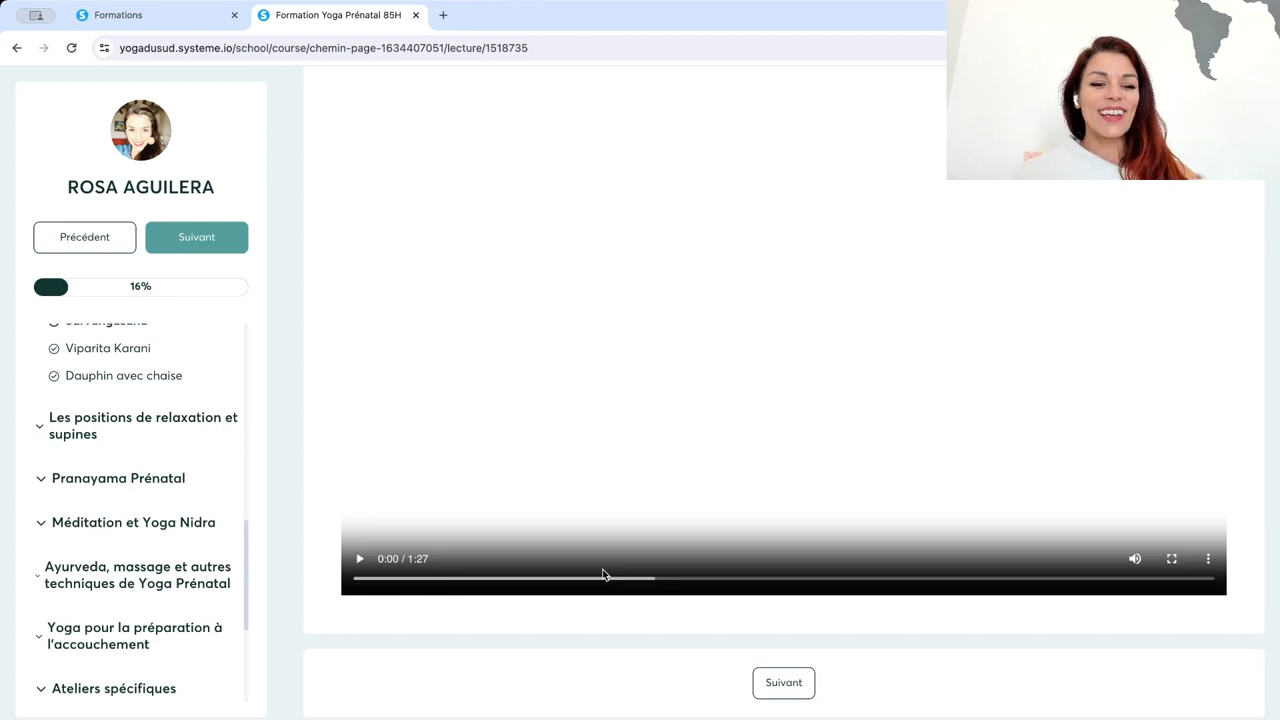 Formations
Formation Yoga Prénatal 85H
yogadusud.systeme.io/school/course/chemin-page-1634407051/lecture/1518735
ROSA AGUILERA
Précédent
Suivant
16%
Viparita Karani
Dauphin avec chaise
Les positions de relaxation et
supines
Pranayama Prénatal
Méditation et Yoga Nidra
Ayurveda, massage et autres
techniques de Yoga Prénatal
Yoga pour la préparation à
l'accouchement
Ateliers spécifiques
0:00 / 1:27
Suivant